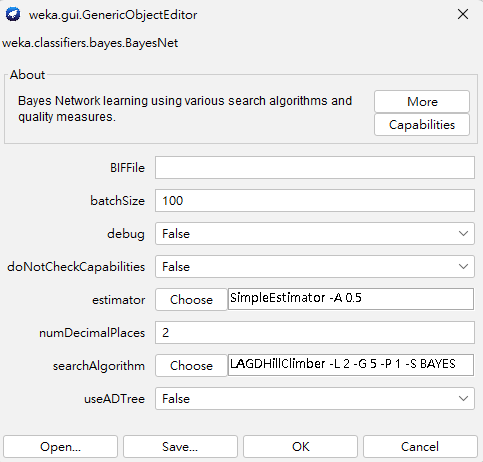 weka.gui.GenericObjectEditor
weka.classifiers.bayes.BayesNet
About
Bayes Network learning using various search algorithms and
quality measures.
More
Capabilities
BIFFile
batchSize 100
debug False
doNotCheckCapabilities False
estimator Choose SimpleEstimator -A 0.5
numDecimalPlaces 2
searchAlgorithm Choose LAGDHillClimber -L 2 -G 5 -P 1 -S BAYES
useADTree False
Open... Save... OK Cancel